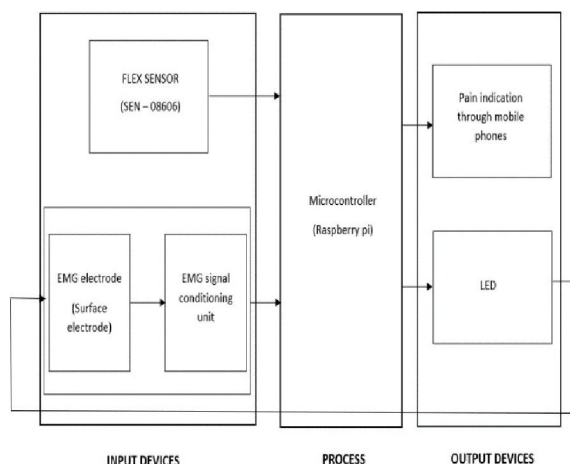 FLEX SENSOR
(SEN – 08606)
EMG electrode
(Surface
electrode)
EMG signal
conditioning
unit
Microcontroller
(Raspberry pi)
Pain indication
through mobile
phones
LED
INPUT DEVICES
PROCESS
OUTPUT DEVICES